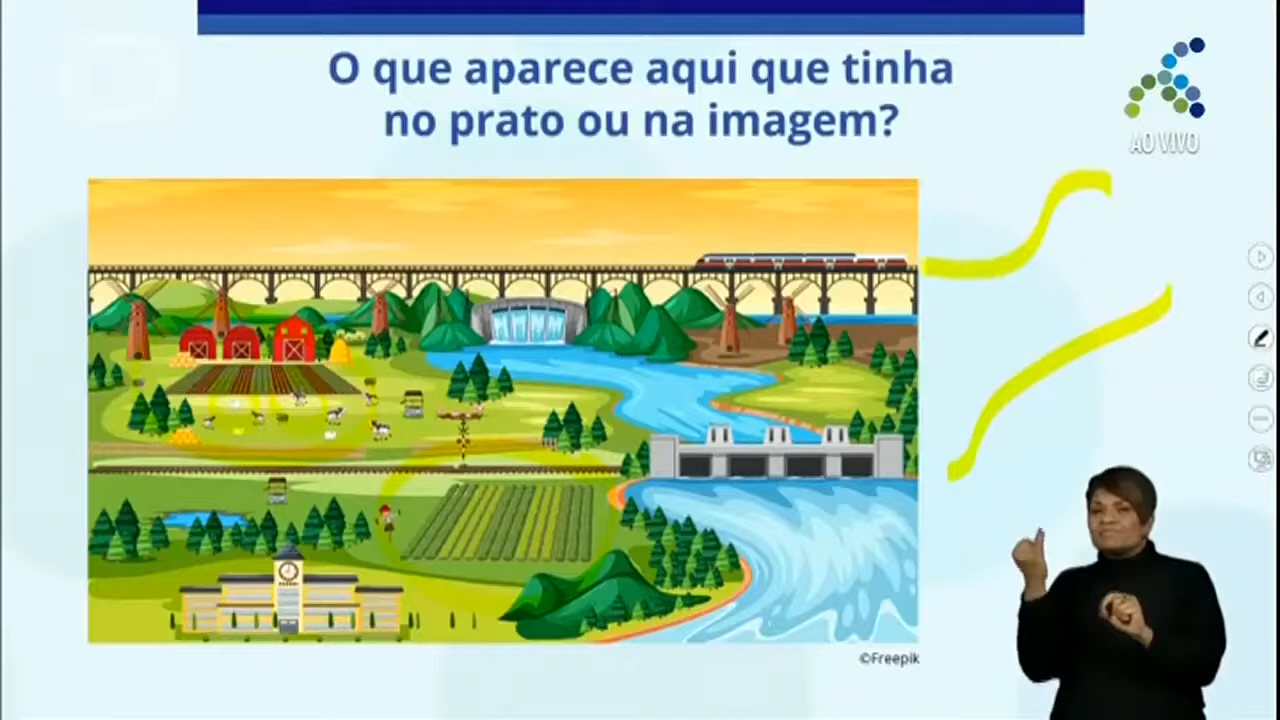 O que aparece aqui que tinha
no prato ou na imagem?
AO VIVO
©Freepik